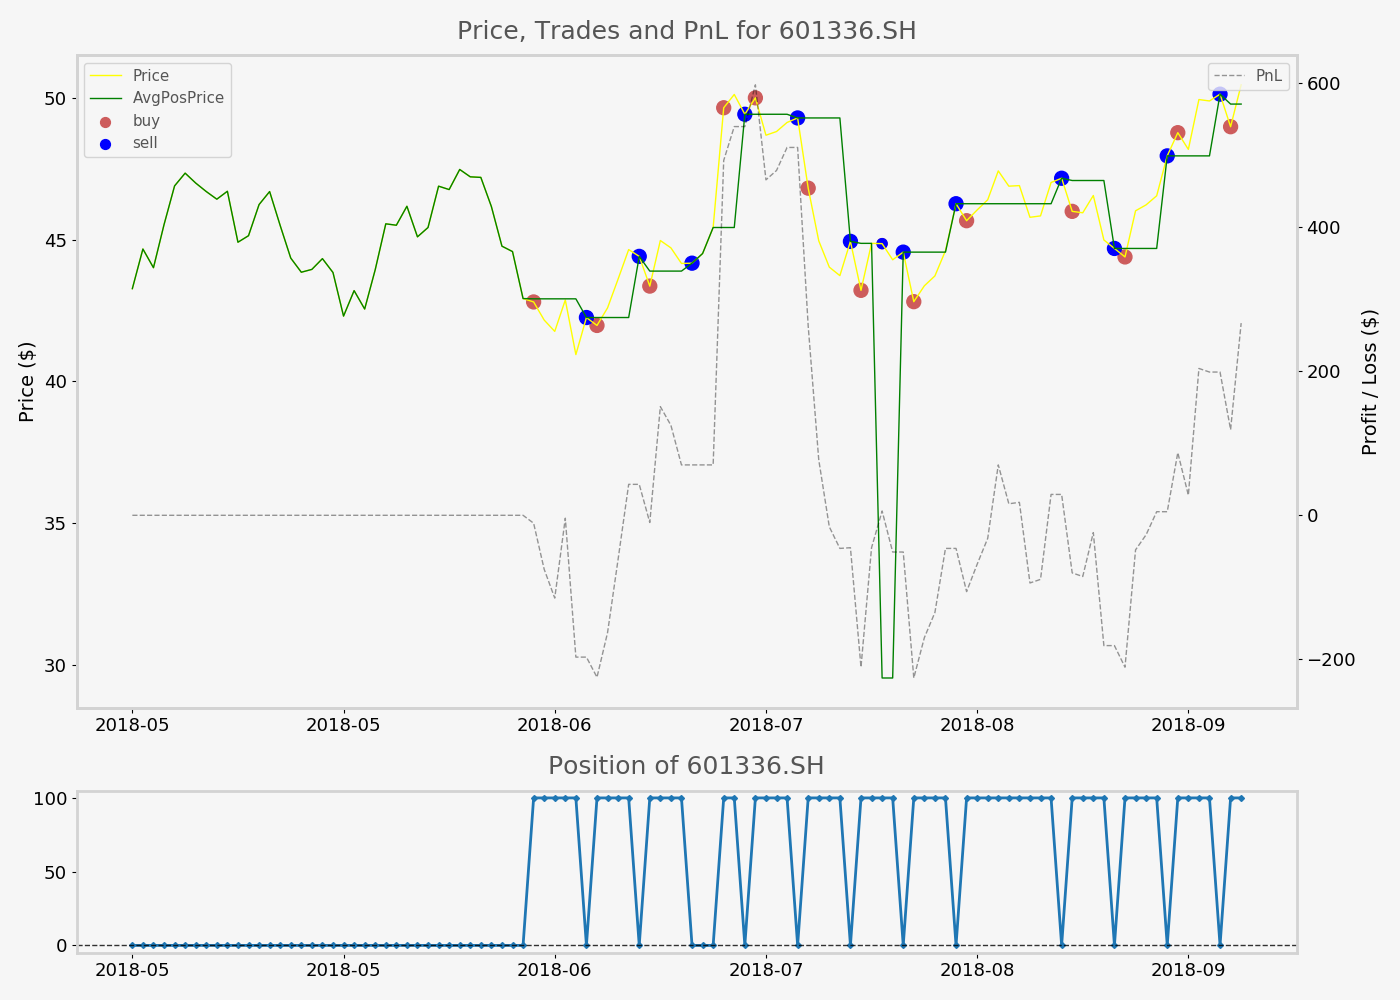 Price, Trades and PnL for 601336.SH
Price
AvgPosPrice
buy
sell
PnL
50
45
40
35
30
Price ($)
600
400
200
0
−200
Profit / Loss ($)
2018-05
2018-05
2018-06
2018-07
2018-08
2018-09
Position of 601336.SH
100
50
0
2018-05
2018-05
2018-06
2018-07
2018-08
2018-09